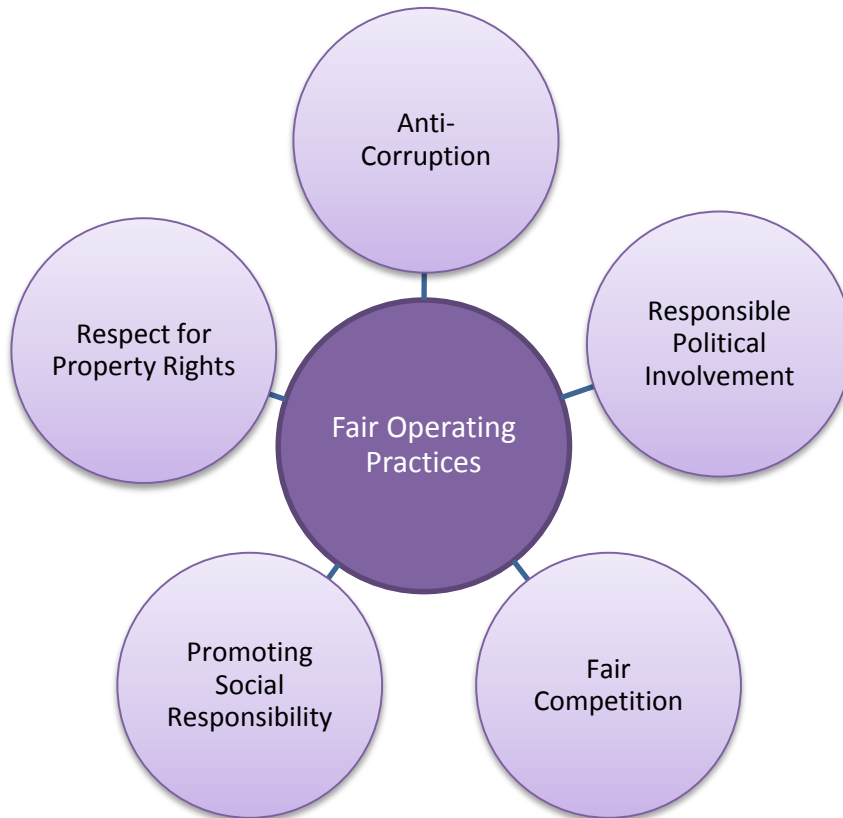 Anti-
Corruption
Responsible
Political
Involvement
Fair
Competition
Promoting
Social
Responsibility
Respect for
Property Rights
Fair Operating
Practices